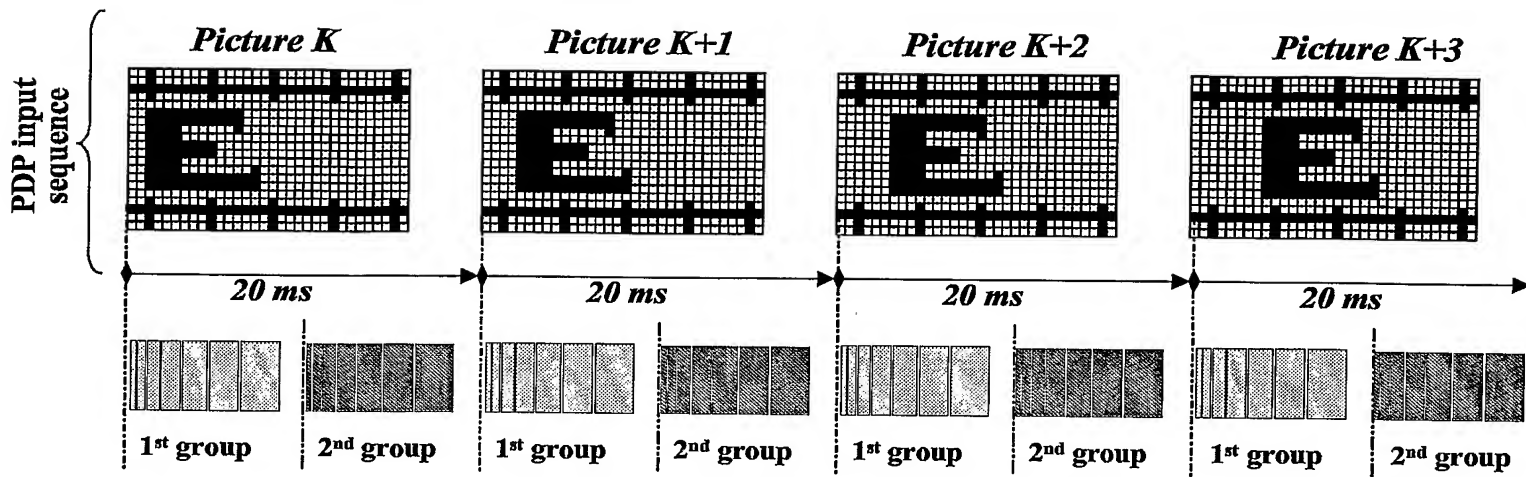 PDP input
sequence
Picture K Picture K+1 Picture K+2 Picture K+3
E E E E
20 ms 20 ms 20 ms 20 ms
1st group 2nd group 1st group 2nd group 1st group 2nd group 1st group 2nd group